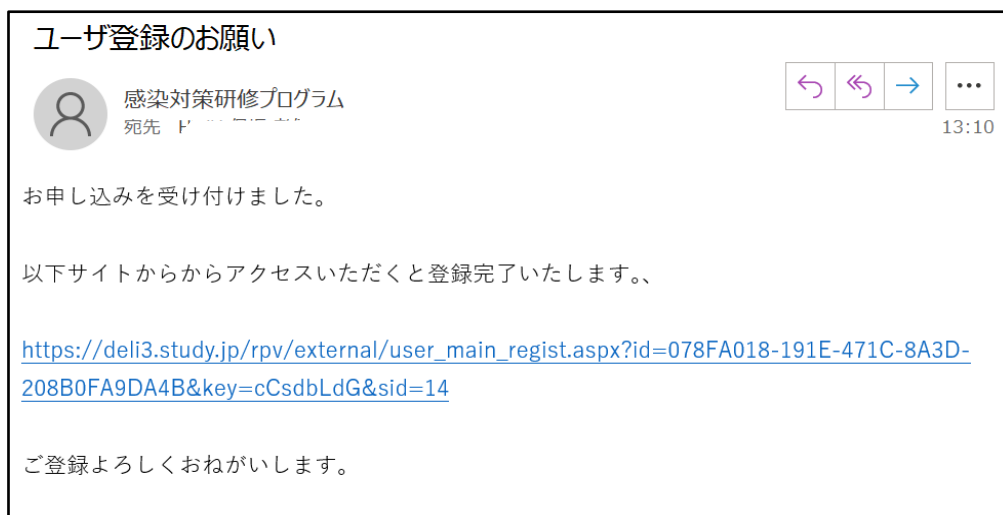 ユーザ登録のお願い
感染対策研修プログラム
宛先
13:10
お申し込みを受け付けました。
以下サイトからからアクセスいただくと登録完了いたします。、
https://deli3.study.jp/rpv/external/user_main_regist.aspx?id=078FA018-191E-471C-8A3D-
208B0FA9DA4B&key=cCsdbLdG&sid=14
ご登録よろしくおねがいします。